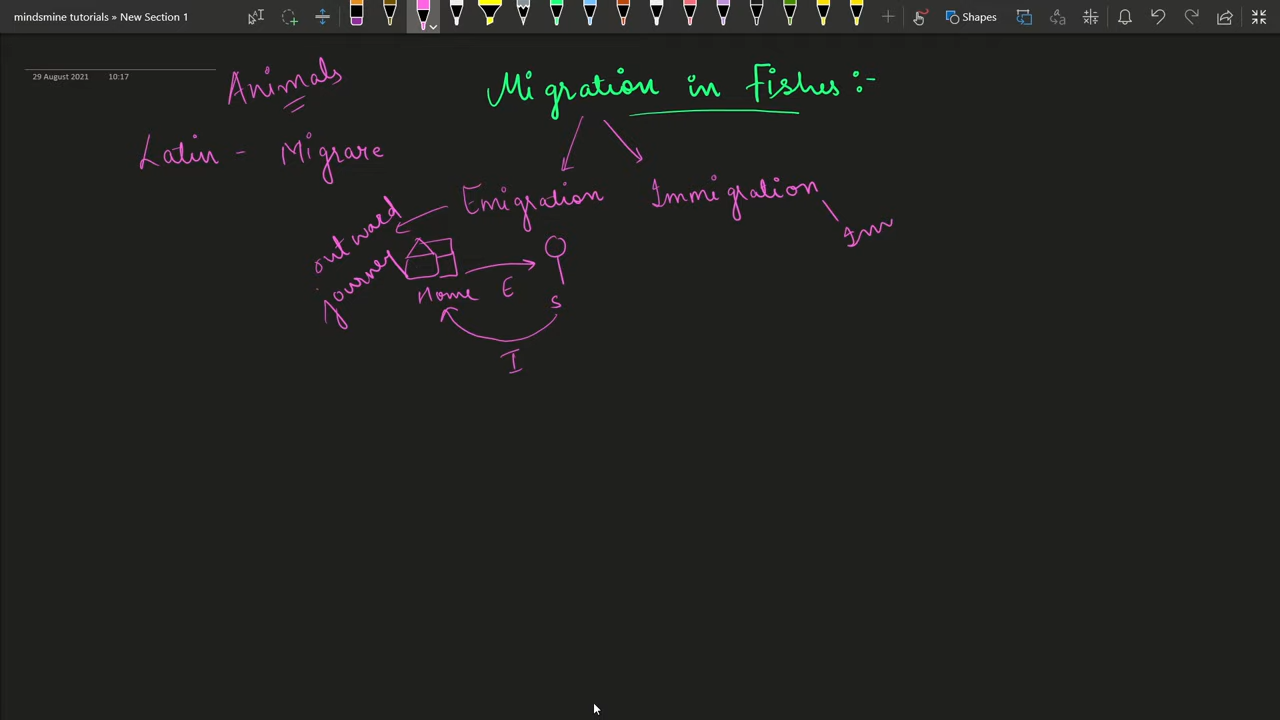 mindsmine tutorials » New Section 1
Shapes
29 August 2021 10:17
Animals
Migration in Fishes :-
Latin - Migrare
Emigration Immigration
outward
journey
Home E S
I